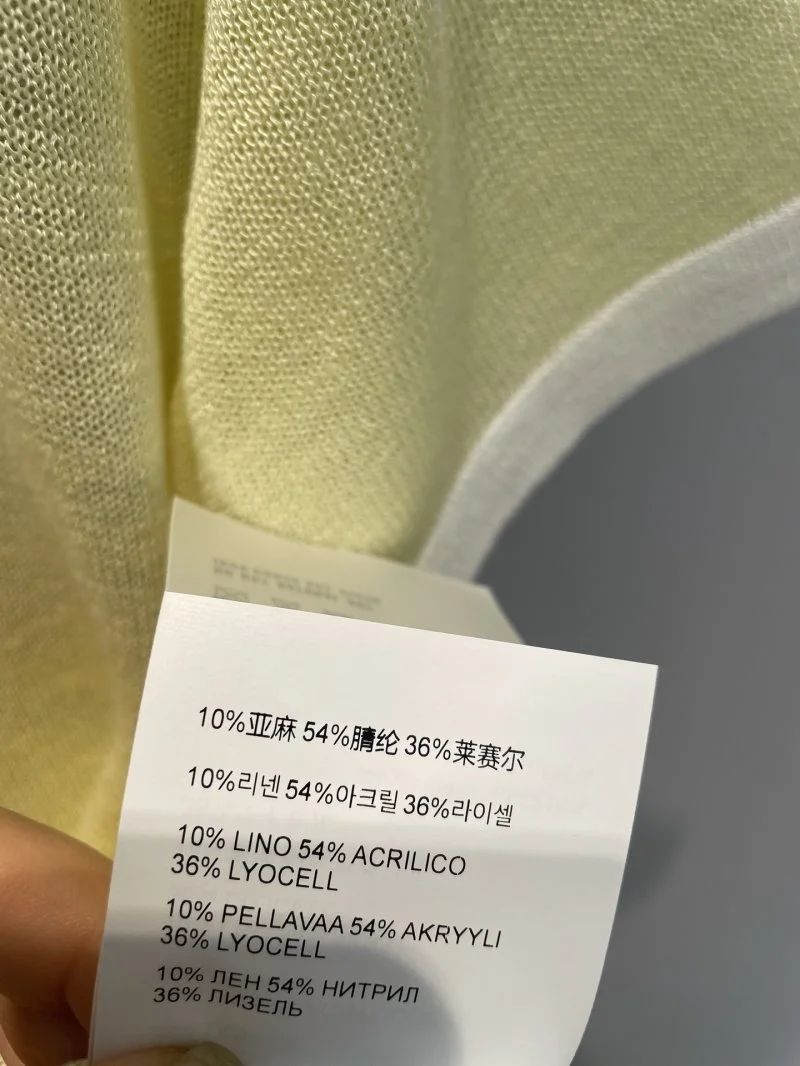 10%亚麻 54%腈纶 36%莱赛尔
10%리넨 54%아크릴 36%라이셀
10% LINO 54% ACRILICO
36% LYOCELL
10% PELLAVAA 54% AKRYYLI
36% LYOCELL
10% ЛЕН 54% НИТРИЛ
36% ЛИЗЕЛЬ